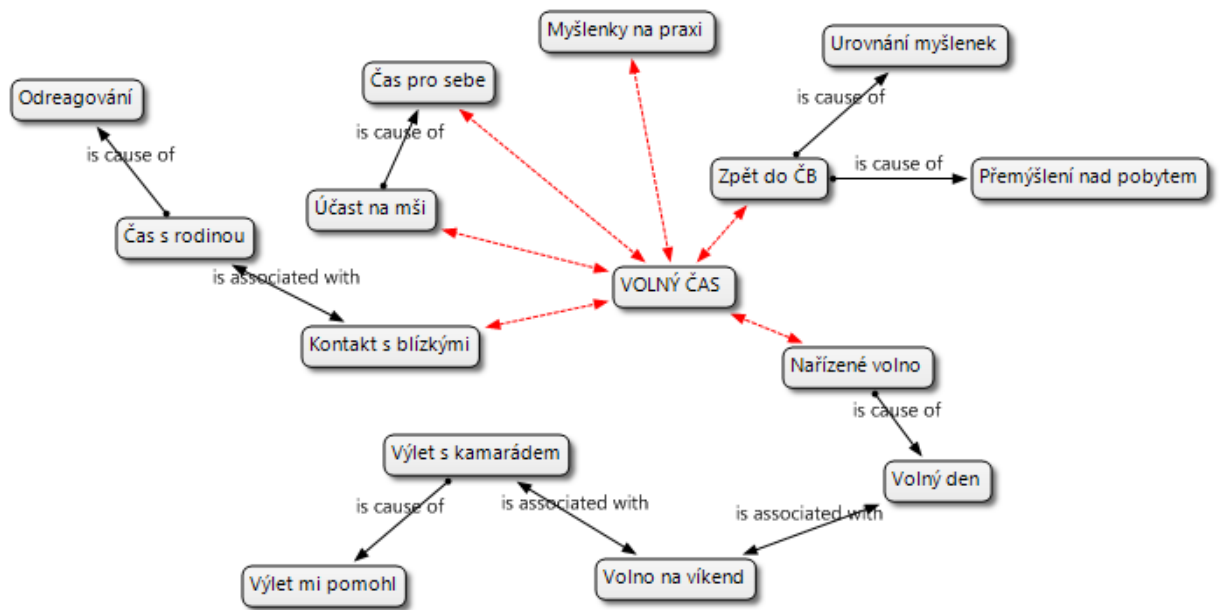 Myšlenky na praxi
Urovnání myšlenek
Čas pro sebe
Odreagování
is cause of
is cause of
is cause of
is cause of
Zpět do ČB
Přemýšlení nad pobytem
Účast na mši
Čas s rodinou
is associated with
VOLNÝ ČAS
Kontakt s blízkými
Nařízené volno
is cause of
Výlet s kamarádem
Volný den
is cause of
is associated with
is associated with
Výlet mi pomohl
Volno na víkend